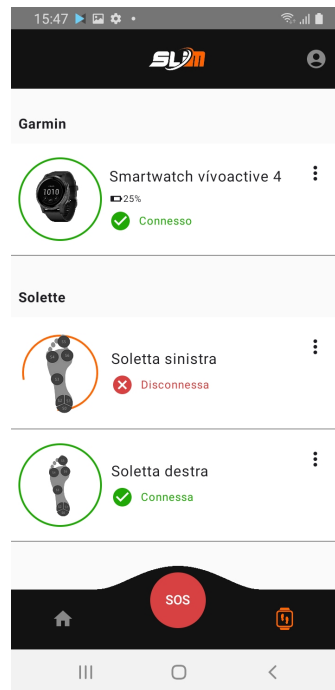 15:47
SLIM
Garmin
Smartwatch vívoactive 4
25%
Connesso
Solette
Soletta sinistra
Disconnessa
Soletta destra
Connessa
SOS